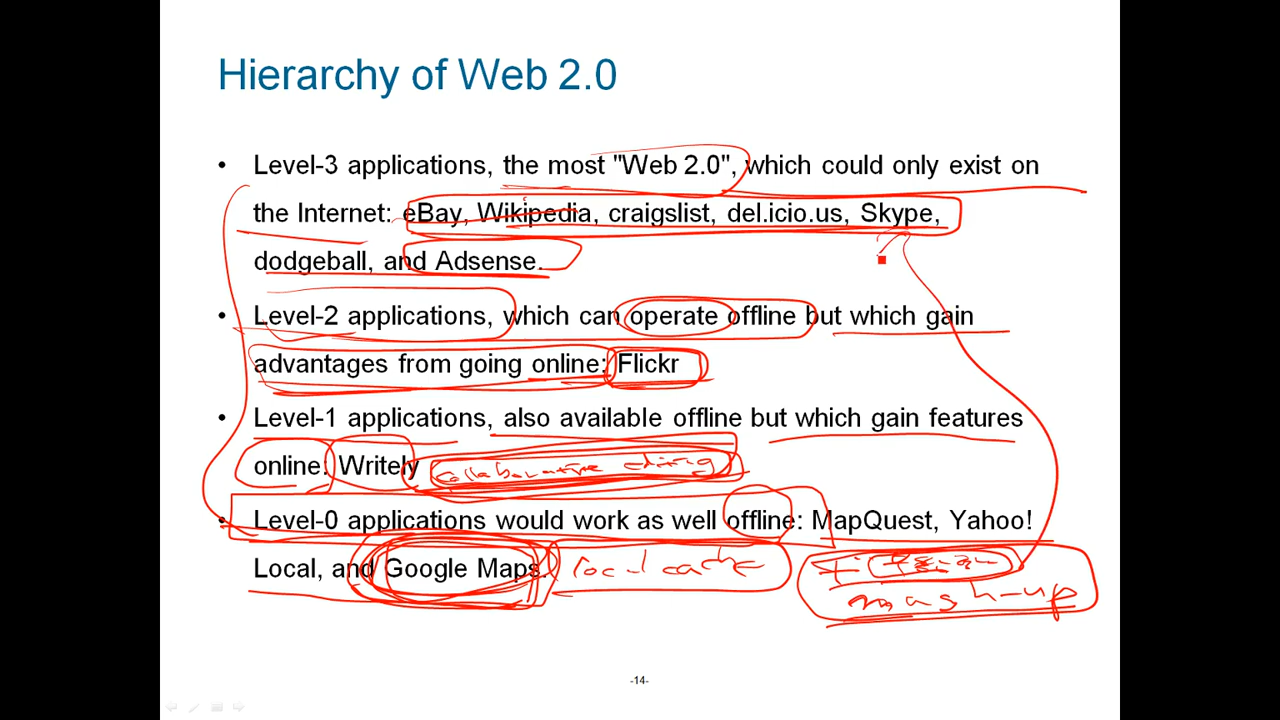 Hierarchy of Web 2.0
• Level-3 applications, the most "Web 2.0", which could only exist on
the Internet: eBay, Wikipedia, craigslist, del.icio.us, Skype,
dodgeball, and Adsense.
• Level-2 applications, which can operate offline but which gain
advantages from going online: Flickr
• Level-1 applications, also available offline but which gain features
online: Writely collaborative editing
• Level-0 applications would work as well offline: MapQuest, Yahoo!
Local, and Google Maps. local cache
mash-up
-14-